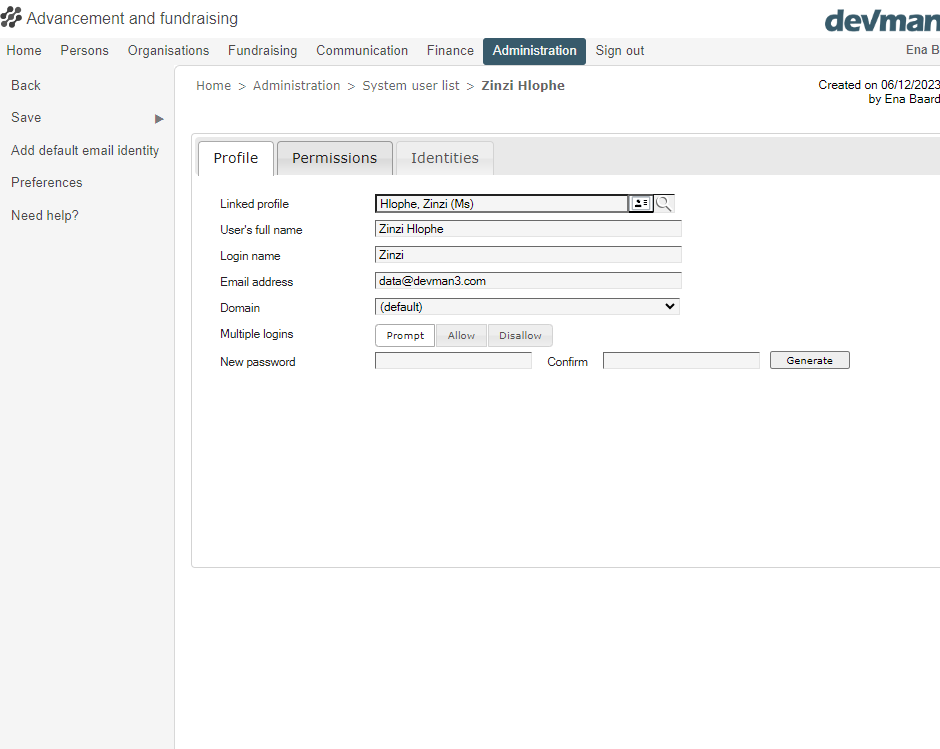 Advancement and fundraising
devman
Home Persons Organisations Fundraising Communication Finance Administration Sign out Ena B
Back
Save
Add default email identity
Preferences
Need help?
Home > Administration > System user list > Zinzi Hlophe
Created on 06/12/2023
by Ena Baard
Profile Permissions Identities
Linked profile Hlophe, Zinzi (Ms)
User's full name Zinzi Hlophe
Login name Zinzi
Email address data@devman3.com
Domain (default)
Multiple logins Prompt Allow Disallow
New password Confirm Generate